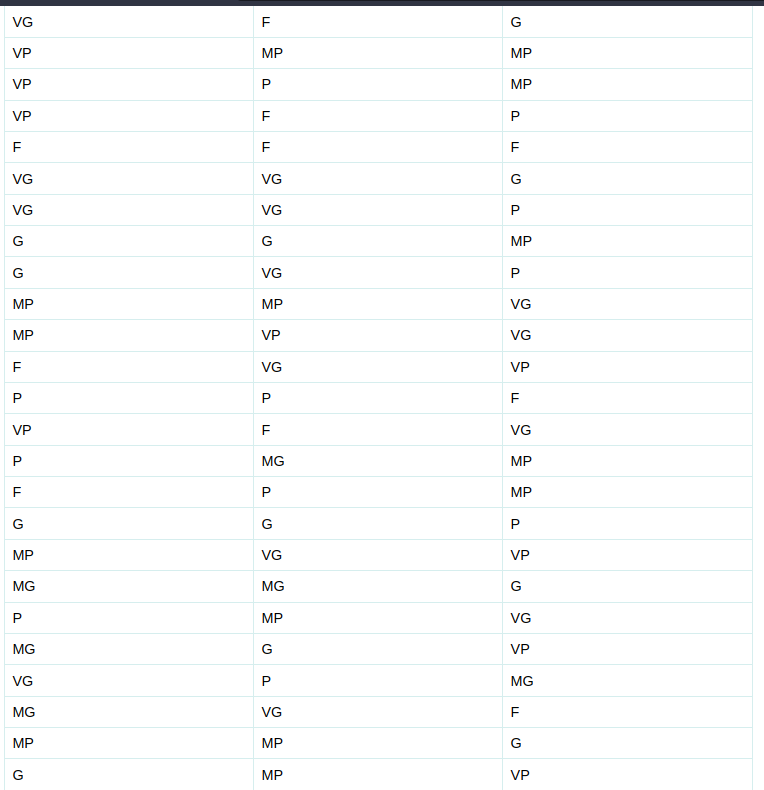 VG F G
VP MP MP
VP P MP
VP F P
F F F
VG VG G
VG VG P
G G MP
G VG P
MP MP VG
MP VP VG
F VG VP
P P F
VP F VG
P MG MP
F P MP
G G P
MP VG VP
MG MG G
P MP VG
MG G VP
VG P MG
MG VG F
MP MP G
G MP VP